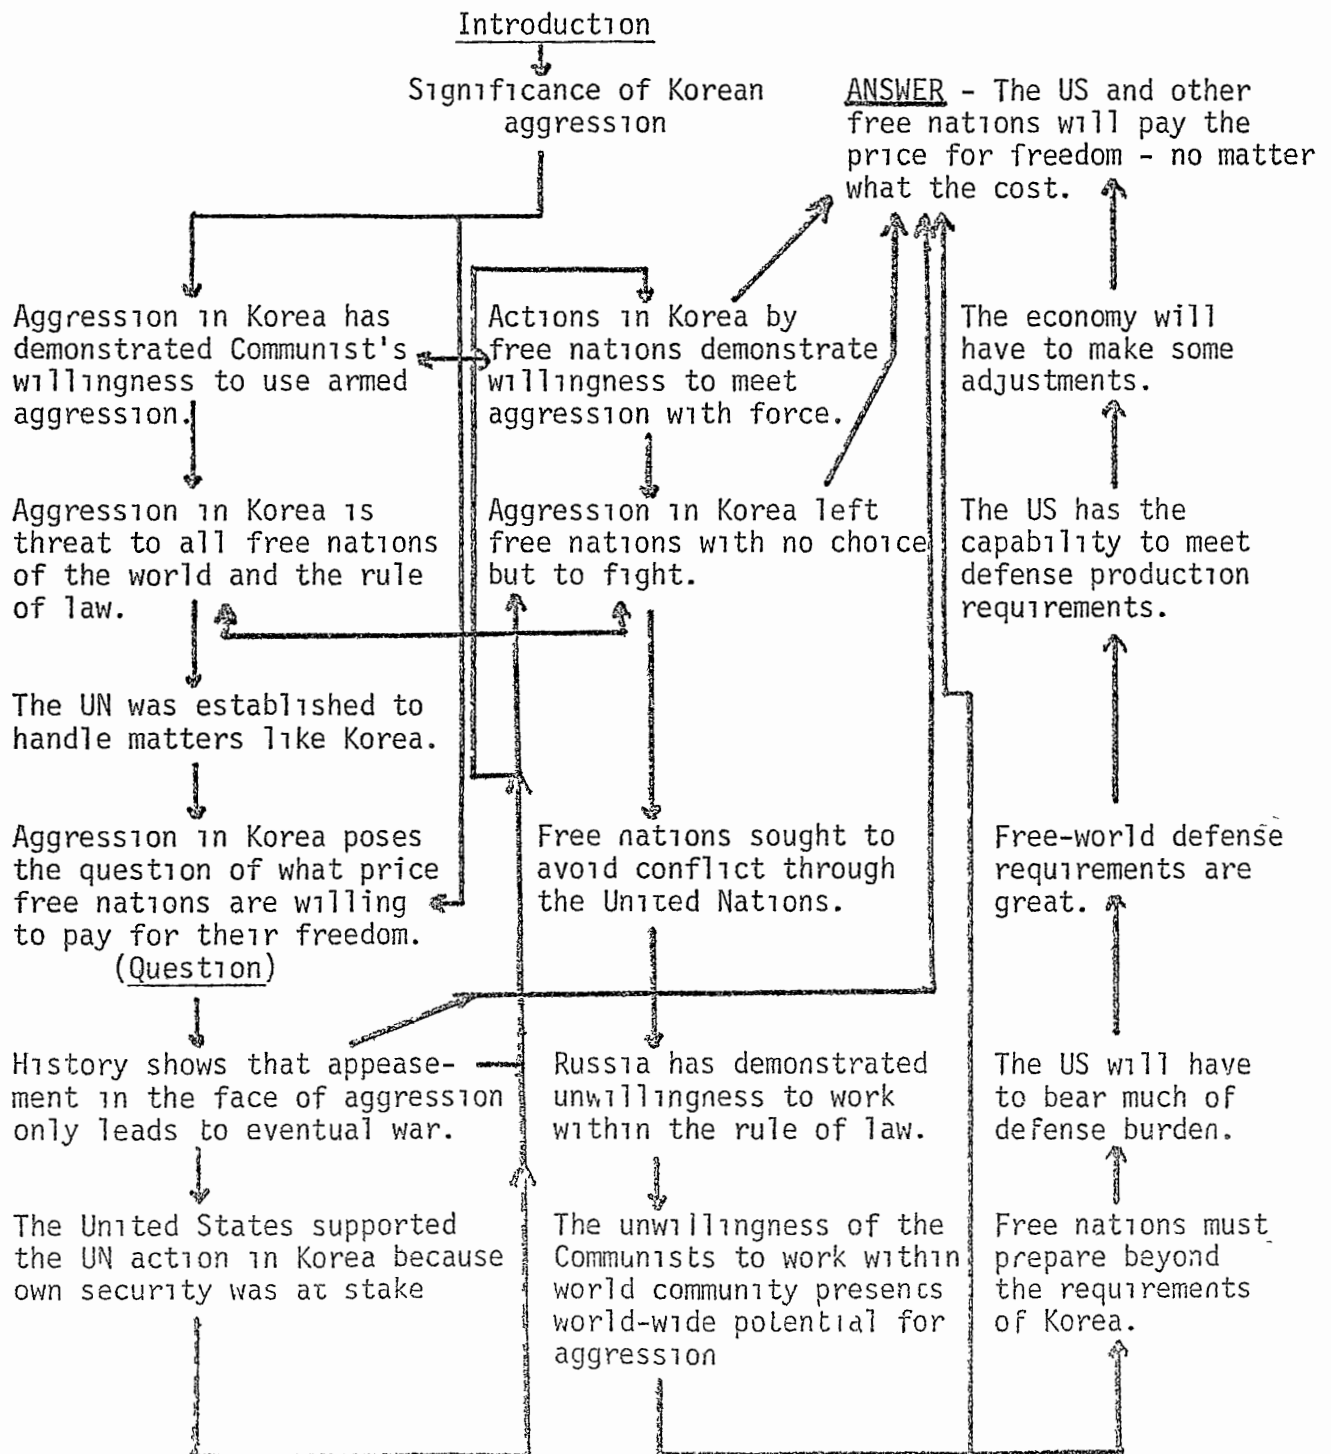 Introduction
Significance of Korean
aggression
ANSWER - The US and other
free nations will pay the
price for freedom - no matter
what the cost.
Aggression in Korea has
demonstrated Communist's
willingness to use armed
aggression.
Aggression in Korea is
threat to all free nations
of the world and the rule
of law.
The UN was established to
handle matters like Korea.
Aggression in Korea poses
the question of what price
free nations are willing
to pay for their freedom.
(Question)
History shows that appease-
ment in the face of aggression
only leads to eventual war.
The United States supported
the UN action in Korea because
own security was at stake
Actions in Korea by
free nations demonstrate
willingness to meet
aggression with force.
Aggression in Korea left
free nations with no choice
but to fight.
Free nations sought to
avoid conflict through
the United Nations.
Russia has demonstrated
unwillingness to work
within the rule of law.
The unwillingness of the
Communists to work within
world community presents
world-wide potential for
aggression
The economy will
have to make some
adjustments.
The US has the
capability to meet
defense production
requirements.
Free-world defense
requirements are
great.
The US will have
to bear much of
defense burden.
Free nations must
prepare beyond
the requirements
of Korea.